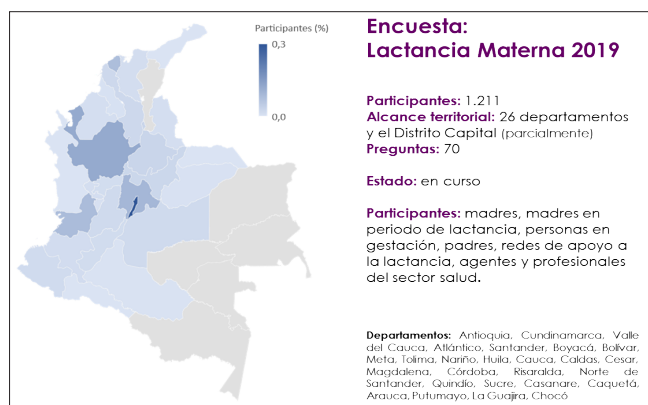 Participantes (%)
0,3
0,0
Encuesta:
Lactancia Materna 2019
Participantes: 1.211
Alcance territorial: 26 departamentos
y el Distrito Capital (parcialmente)
Preguntas: 70
Estado: en curso
Participantes: madres, madres en
periodo de lactancia, personas en
gestación, padres, redes de apoyo a
la lactancia, agentes y profesionales
del sector salud.
Departamentos: Antioquia, Cundinamarca, Valle
del Cauca, Atlántico, Santander, Boyacá, Bolívar,
Meta, Tolima, Nariño, Huila, Cauca, Caldas, Cesar,
Magdalena, Córdoba, Risaralda, Norte de
Santander, Quindío, Sucre, Casanare, Caquetá,
Arauca, Putumayo, La Guajira, Chocó